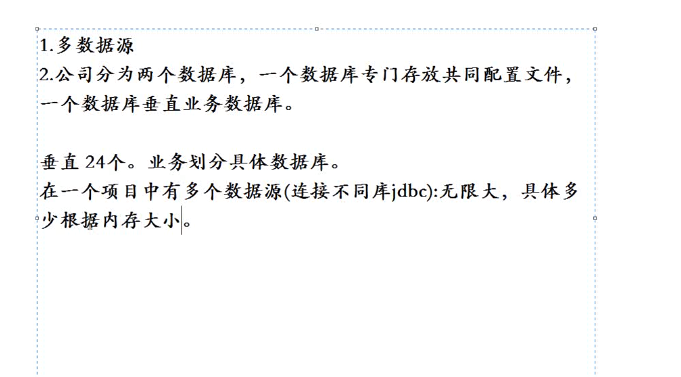 1.多数据源
2.公司分为两个数据库，一个数据库专门存放共同配置文件，
一个数据库垂直业务数据库。
垂直 24个。业务划分具体数据库。
在一个项目中有多个数据源(连接不同库jdbc):无限大，具体多
少根据内存大小。